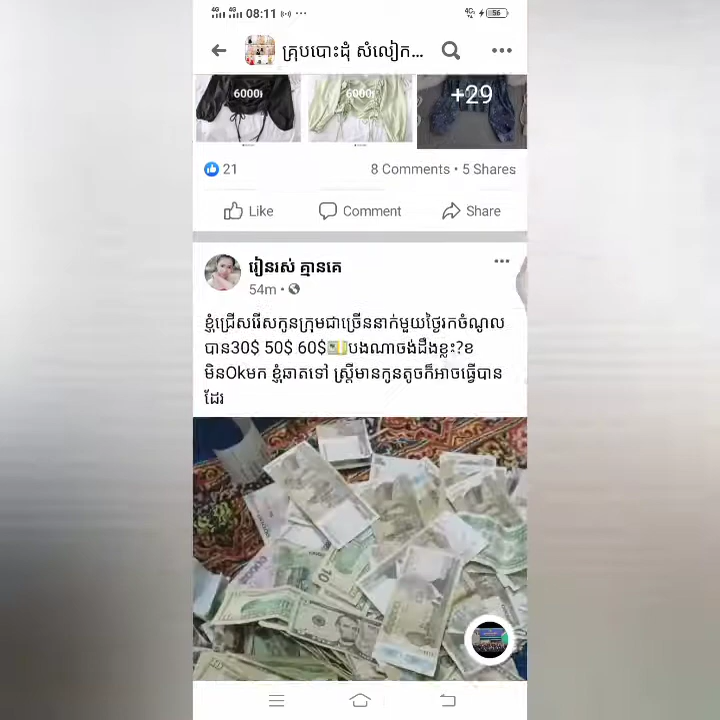 4G 4G 08:11
56
គ្រុបបោះដុំ សំលៀក...
6000៛
6000៛
+29
21
8 Comments • 5 Shares
Like
Comment
Share
រៀនរស់ គ្មានគេ
54m
ខ្ញុំជ្រើសរើសកូនក្រុមជាច្រើននាក់មួយថ្ងៃរកចំណូល
បាន30$ 50$ 60$💵បងណាចង់ដឹងខ្លះ?ខ
មិនOkមក ខ្ញុំឆាតទៅ ស្ត្រីមានកូនតូចក៏អាចធ្វើបាន
ដែរ
10